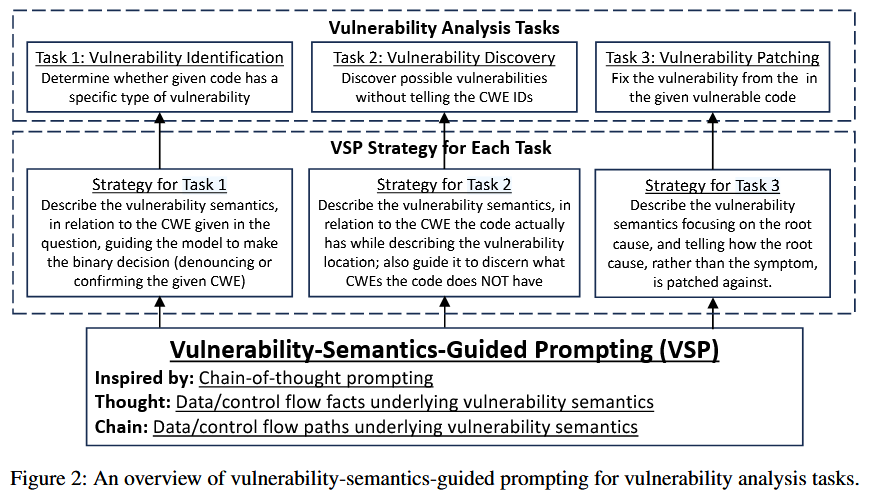 Vulnerability Analysis Tasks
Task 1: Vulnerability Identification
Determine whether given code has a
specific type of vulnerability
Task 2: Vulnerability Discovery
Discover possible vulnerabilities
without telling the CWE IDs
Task 3: Vulnerability Patching
Fix the vulnerability from the in
the given vulnerable code
VSP Strategy for Each Task
Strategy for Task 1
Describe the vulnerability semantics,
in relation to the CWE given in the
question, guiding the model to make
the binary decision (denouncing or
confirming the given CWE)
Strategy for Task 2
Describe the vulnerability semantics, in
relation to the CWE the code actually
has while describing the vulnerability
location; also guide it to discern what
CWEs the code does NOT have
Strategy for Task 3
Describe the vulnerability
semantics focusing on the root
cause, and telling how the root
cause, rather than the symptom,
is patched against.
Vulnerability-Semantics-Guided Prompting (VSP)
Inspired by: Chain-of-thought prompting
Thought: Data/control flow facts underlying vulnerability semantics
Chain: Data/control flow paths underlying vulnerability semantics
Figure 2: An overview of vulnerability-semantics-guided prompting for vulnerability analysis tasks.